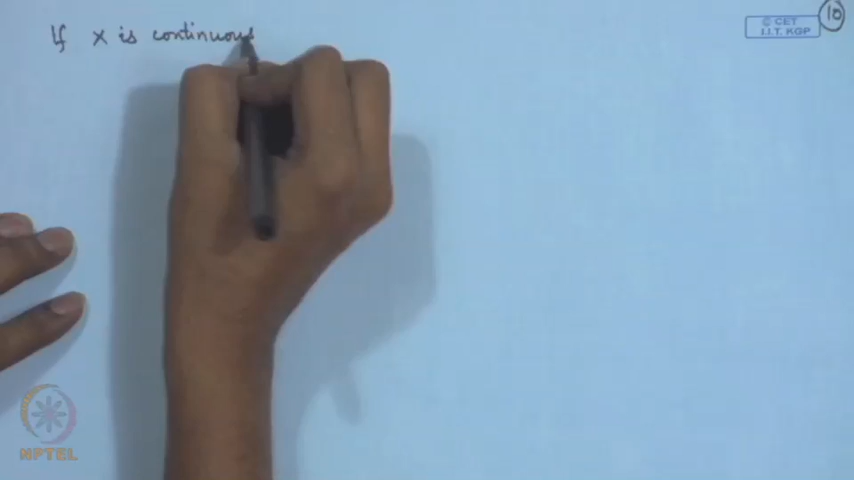 If X is continuous
© CET
I.I.T. KGP
10
NPTEL